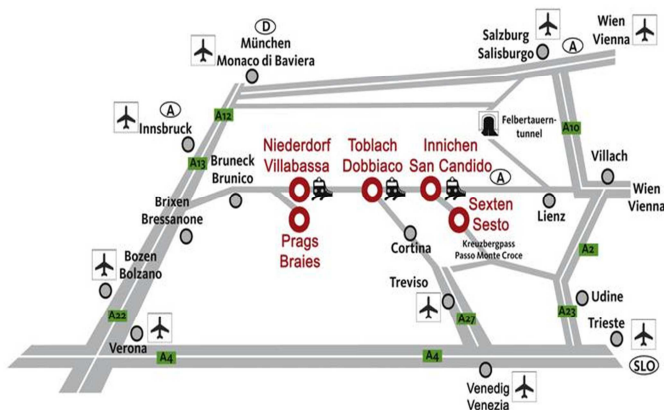 D
München
Monaco di Baviera
Salzburg
Salisburgo
A
Wien
Vienna
A
Innsbruck
A12
A13
Felbertauern-
tunnel
A10
Niederdorf
Villabassa
Toblach
Dobbiaco
Innichen
San Candido
A
Villach
Wien
Vienna
Bruneck
Brunico
Brixen
Bressanone
Prags
Braies
Sexten
Sesto
Lienz
Cortina
Kreuzbergpass
Passo Monte Croce
A2
Bozen
Bolzano
Treviso
Udine
A22
A27
A23
Trieste
Verona
A4
A4
SLO
Venedig
Venezia